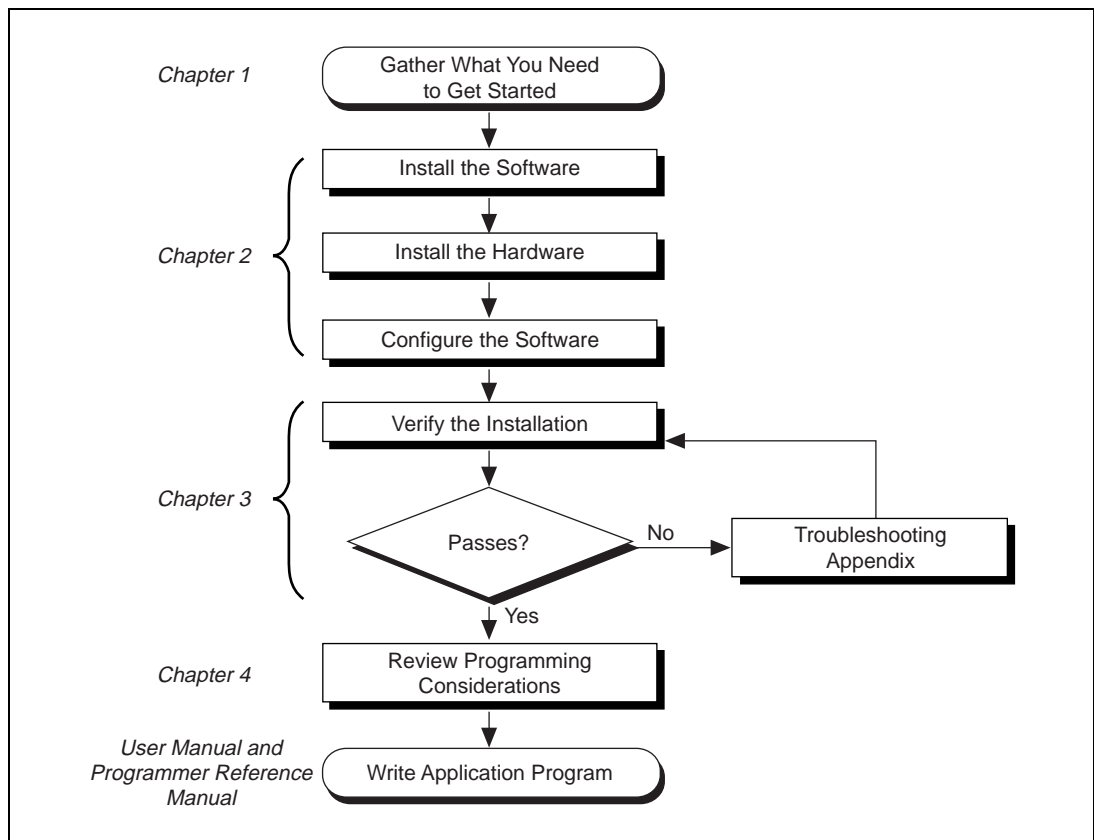 Chapter 1
Gather What You Need
to Get Started
Install the Software
Chapter 2
Install the Hardware
Configure the Software
Verify the Installation
Chapter 3
Passes?
No
Troubleshooting
Appendix
Yes
Chapter 4
Review Programming
Considerations
User Manual and
Programmer Reference
Manual
Write Application Program